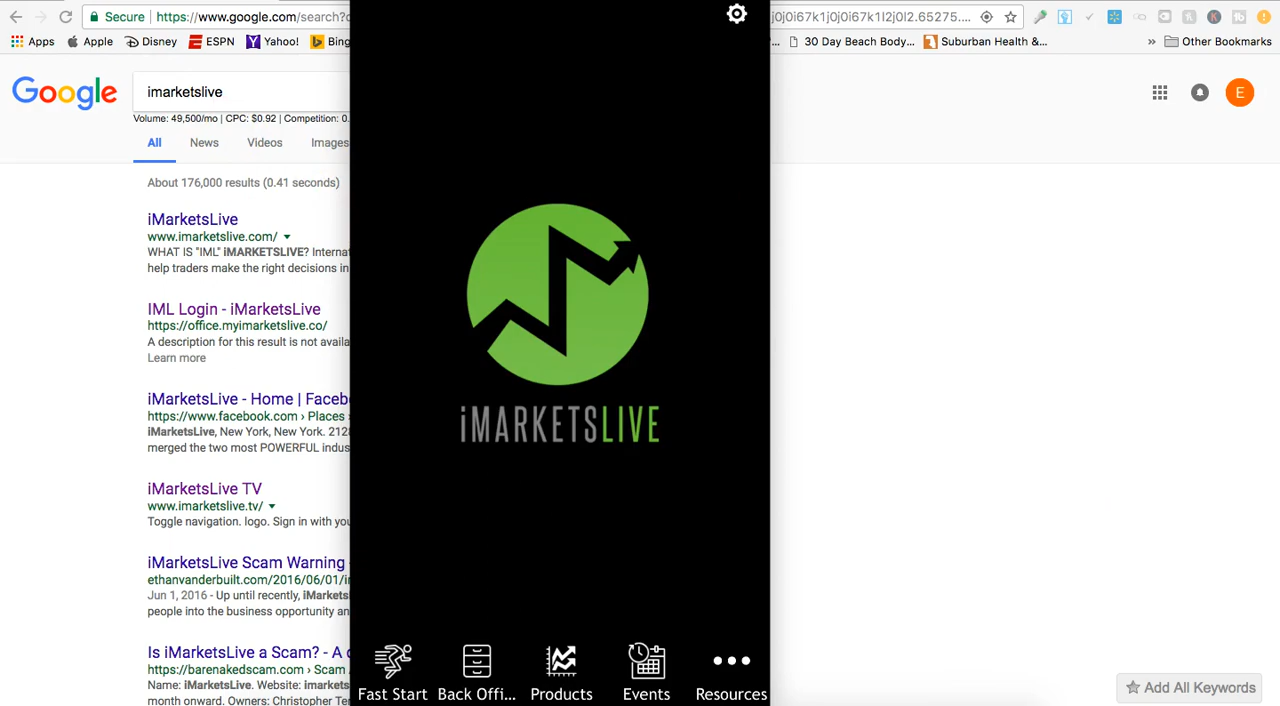 Secure https://www.google.com/search?c
j0j0i67k1j0j0i67k1l2j0l2.65275....
Apps Apple Disney ESPN Yahoo! Bing
30 Day Beach Body... Suburban Health &... » Other Bookmarks
Google
imarketslive
E
Volume: 49,500/mo | CPC: $0.92 | Competition: 0.
All News Videos Images
About 176,000 results (0.41 seconds)
iMarketsLive
www.imarketslive.com/
WHAT IS "IML" iMARKETSLIVE? Internat
help traders make the right decisions in
IML Login - iMarketsLive
https://office.myimarketslive.co/
A description for this result is not availa
Learn more
iMarketsLive - Home | Faceb
https://www.facebook.com › Places ›
iMarketsLive, New York, New York. 2128
merged the two most POWERFUL indus
iMarketsLive TV
www.imarketslive.tv/
Toggle navigation. logo. Sign in with you
iMarketsLive Scam Warning
ethanvanderbuilt.com/2016/06/01/i
Jun 1, 2016 - Up until recently, iMarkets
people into the business opportunity an
Is iMarketsLive a Scam? - A
https://barenakedscam.com › Scam
Name: iMarketsLive. Website: imarkets
month onward. Owners: Christopher Te
iMARKETSLIVE
Fast Start Back Offi... Products Events Resources
Add All Keywords